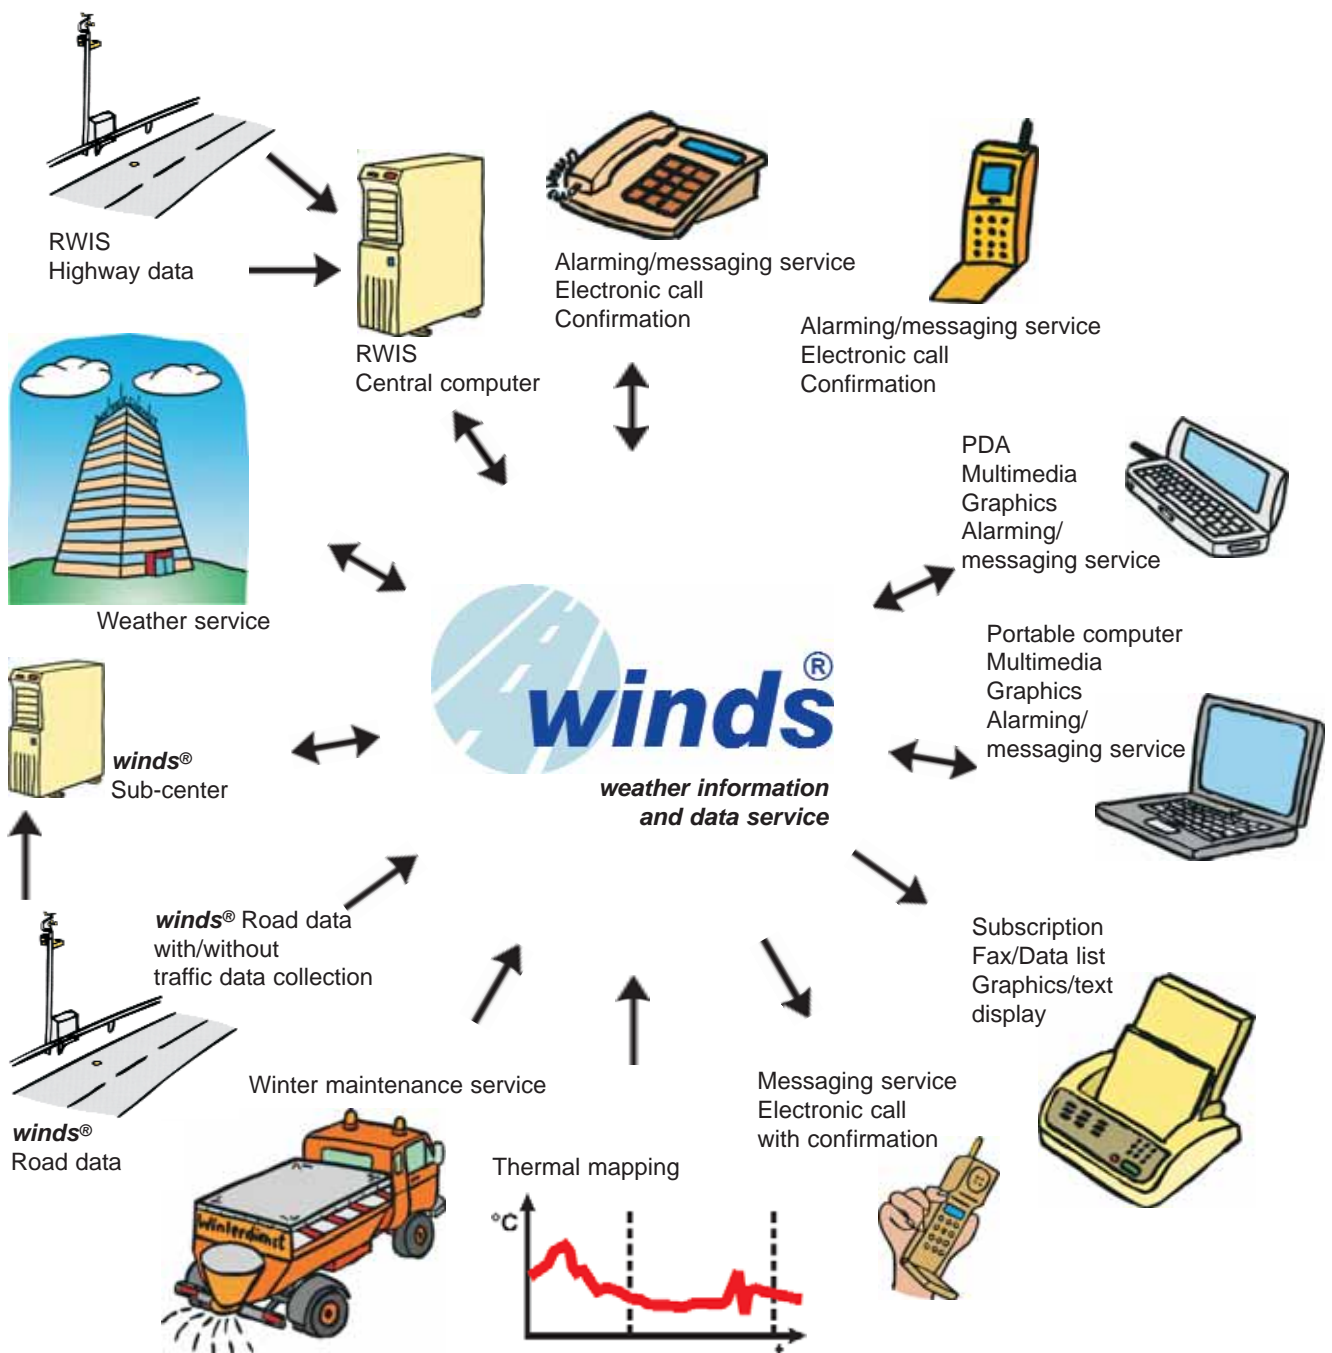 RWIS
Highway data
RWIS
Central computer
Alarming/messaging service
Electronic call
Confirmation
Alarming/messaging service
Electronic call
Confirmation
PDA
Multimedia
Graphics
Alarming/
messaging service
Weather service
winds®
weather information
and data service
Portable computer
Multimedia
Graphics
Alarming/
messaging service
winds®
Sub-center
winds® Road data
with/without
traffic data collection
Subscription
Fax/Data list
Graphics/text
display
winds®
Road data
Winter maintenance service
Winterdienst
Thermal mapping
°C
t
Messaging service
Electronic call
with confirmation